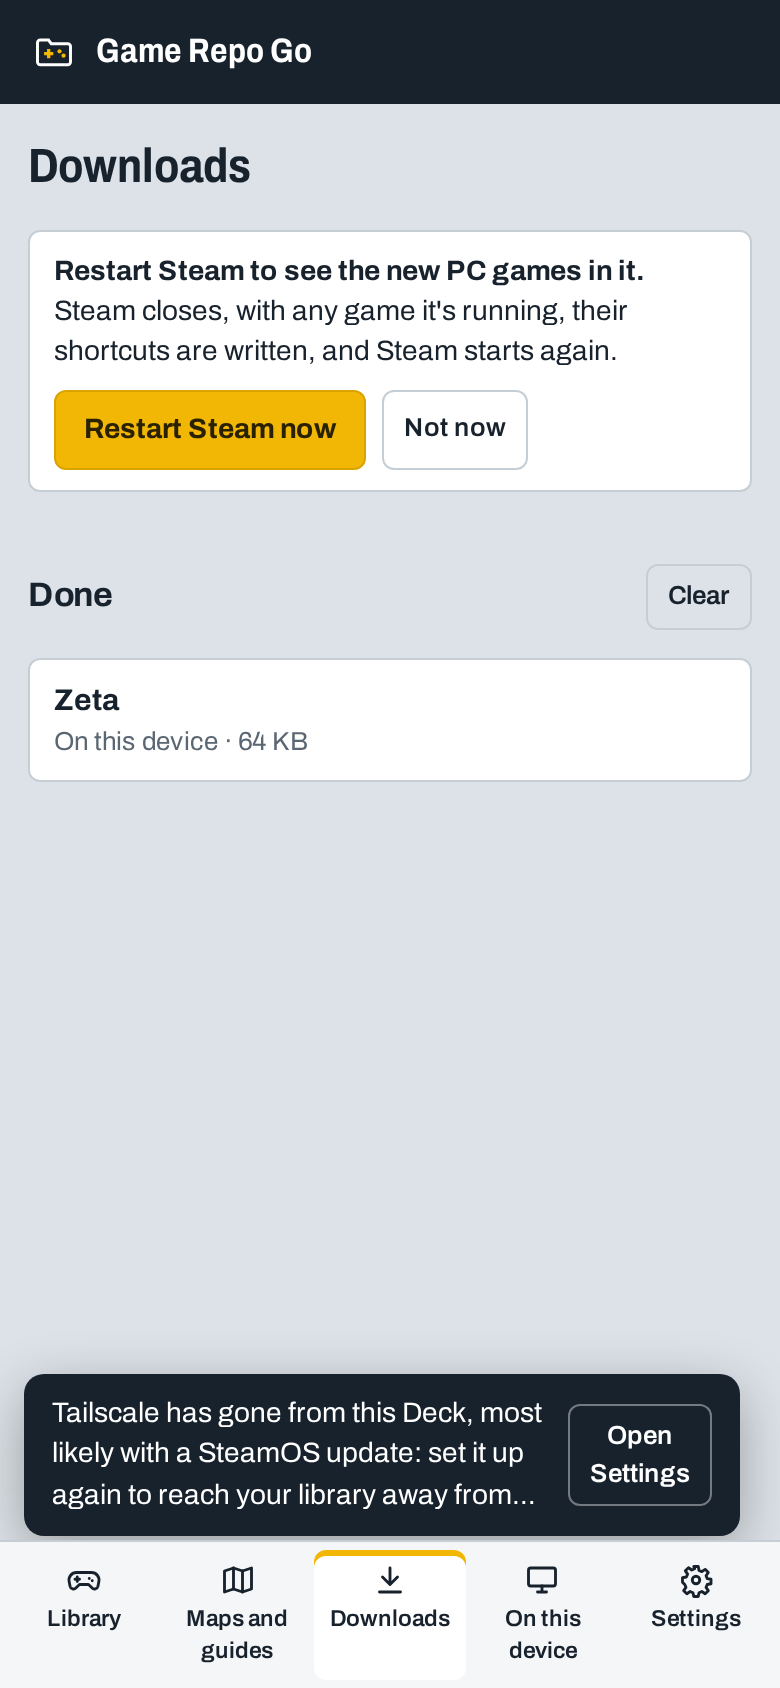 Game Repo Go
Downloads
Restart Steam to see the new PC games in it.
Steam closes, with any game it's running, their
shortcuts are written, and Steam starts again.
Restart Steam now
Not now
Done
Clear
Zeta
On this device · 64 KB
Tailscale has gone from this Deck, most
likely with a SteamOS update: set it up
again to reach your library away from...
Open
Settings
Library
Maps and
guides
Downloads
On this
device
Settings